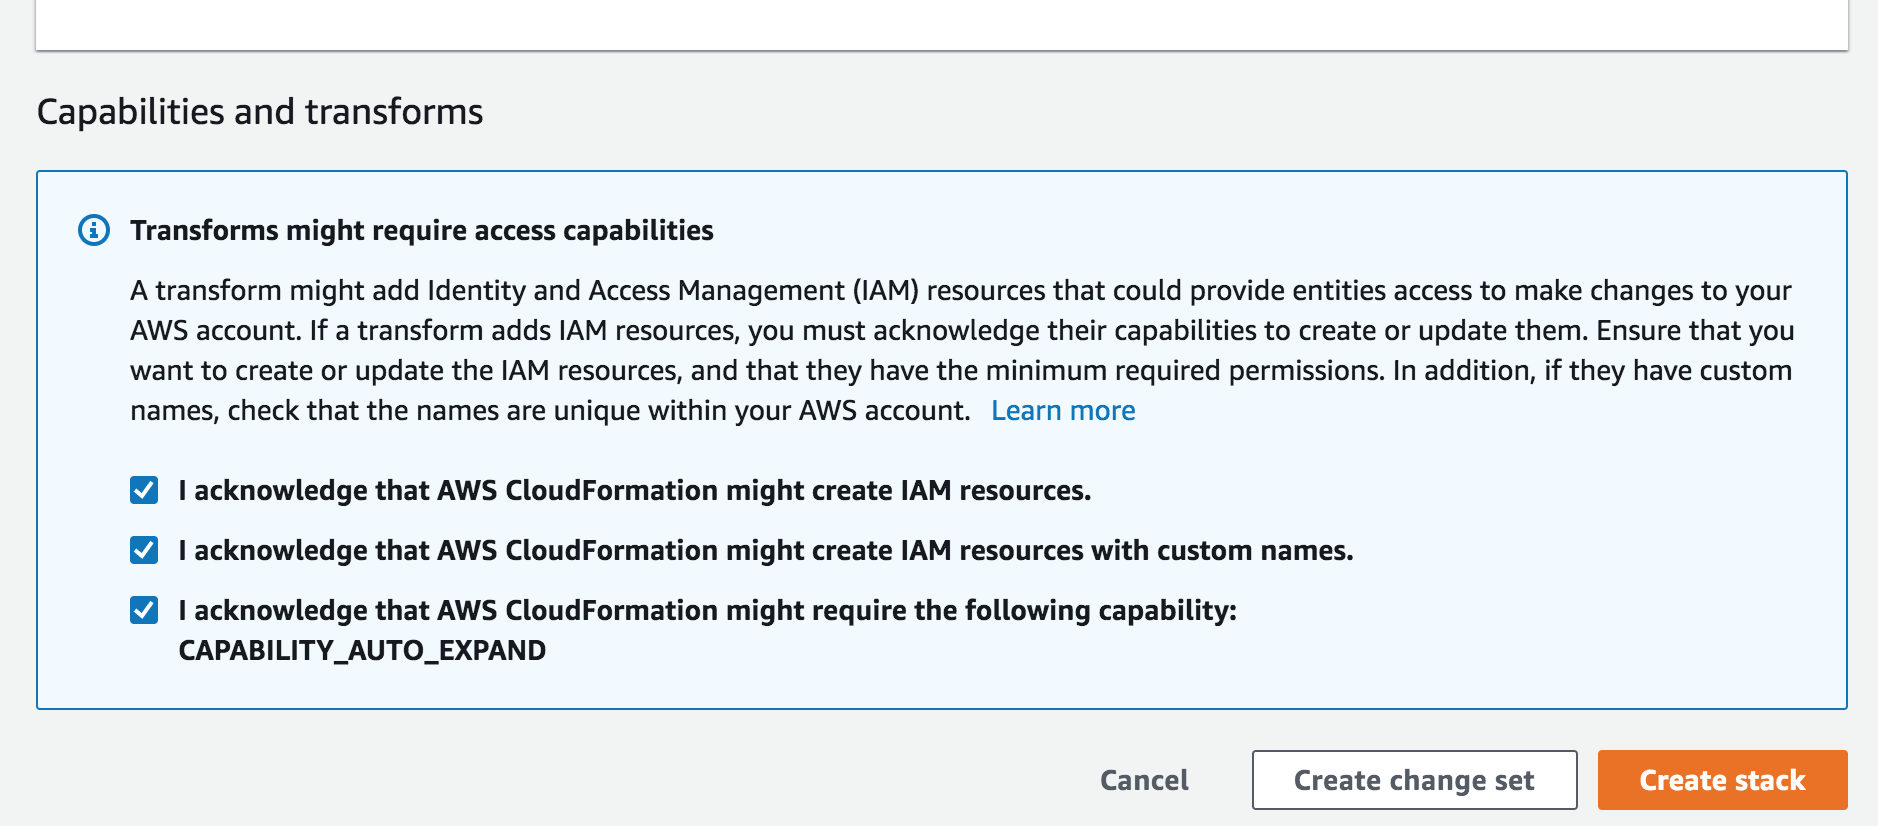 Capabilities and transforms
Transforms might require access capabilities
A transform might add Identity and Access Management (IAM) resources that could provide entities access to make changes to your
AWS account. If a transform adds IAM resources, you must acknowledge their capabilities to create or update them. Ensure that you
want to create or update the IAM resources, and that they have the minimum required permissions. In addition, if they have custom
names, check that the names are unique within your AWS account. Learn more
I acknowledge that AWS CloudFormation might create IAM resources.
I acknowledge that AWS CloudFormation might create IAM resources with custom names.
I acknowledge that AWS CloudFormation might require the following capability:
CAPABILITY_AUTO_EXPAND
Cancel Create change set Create stack